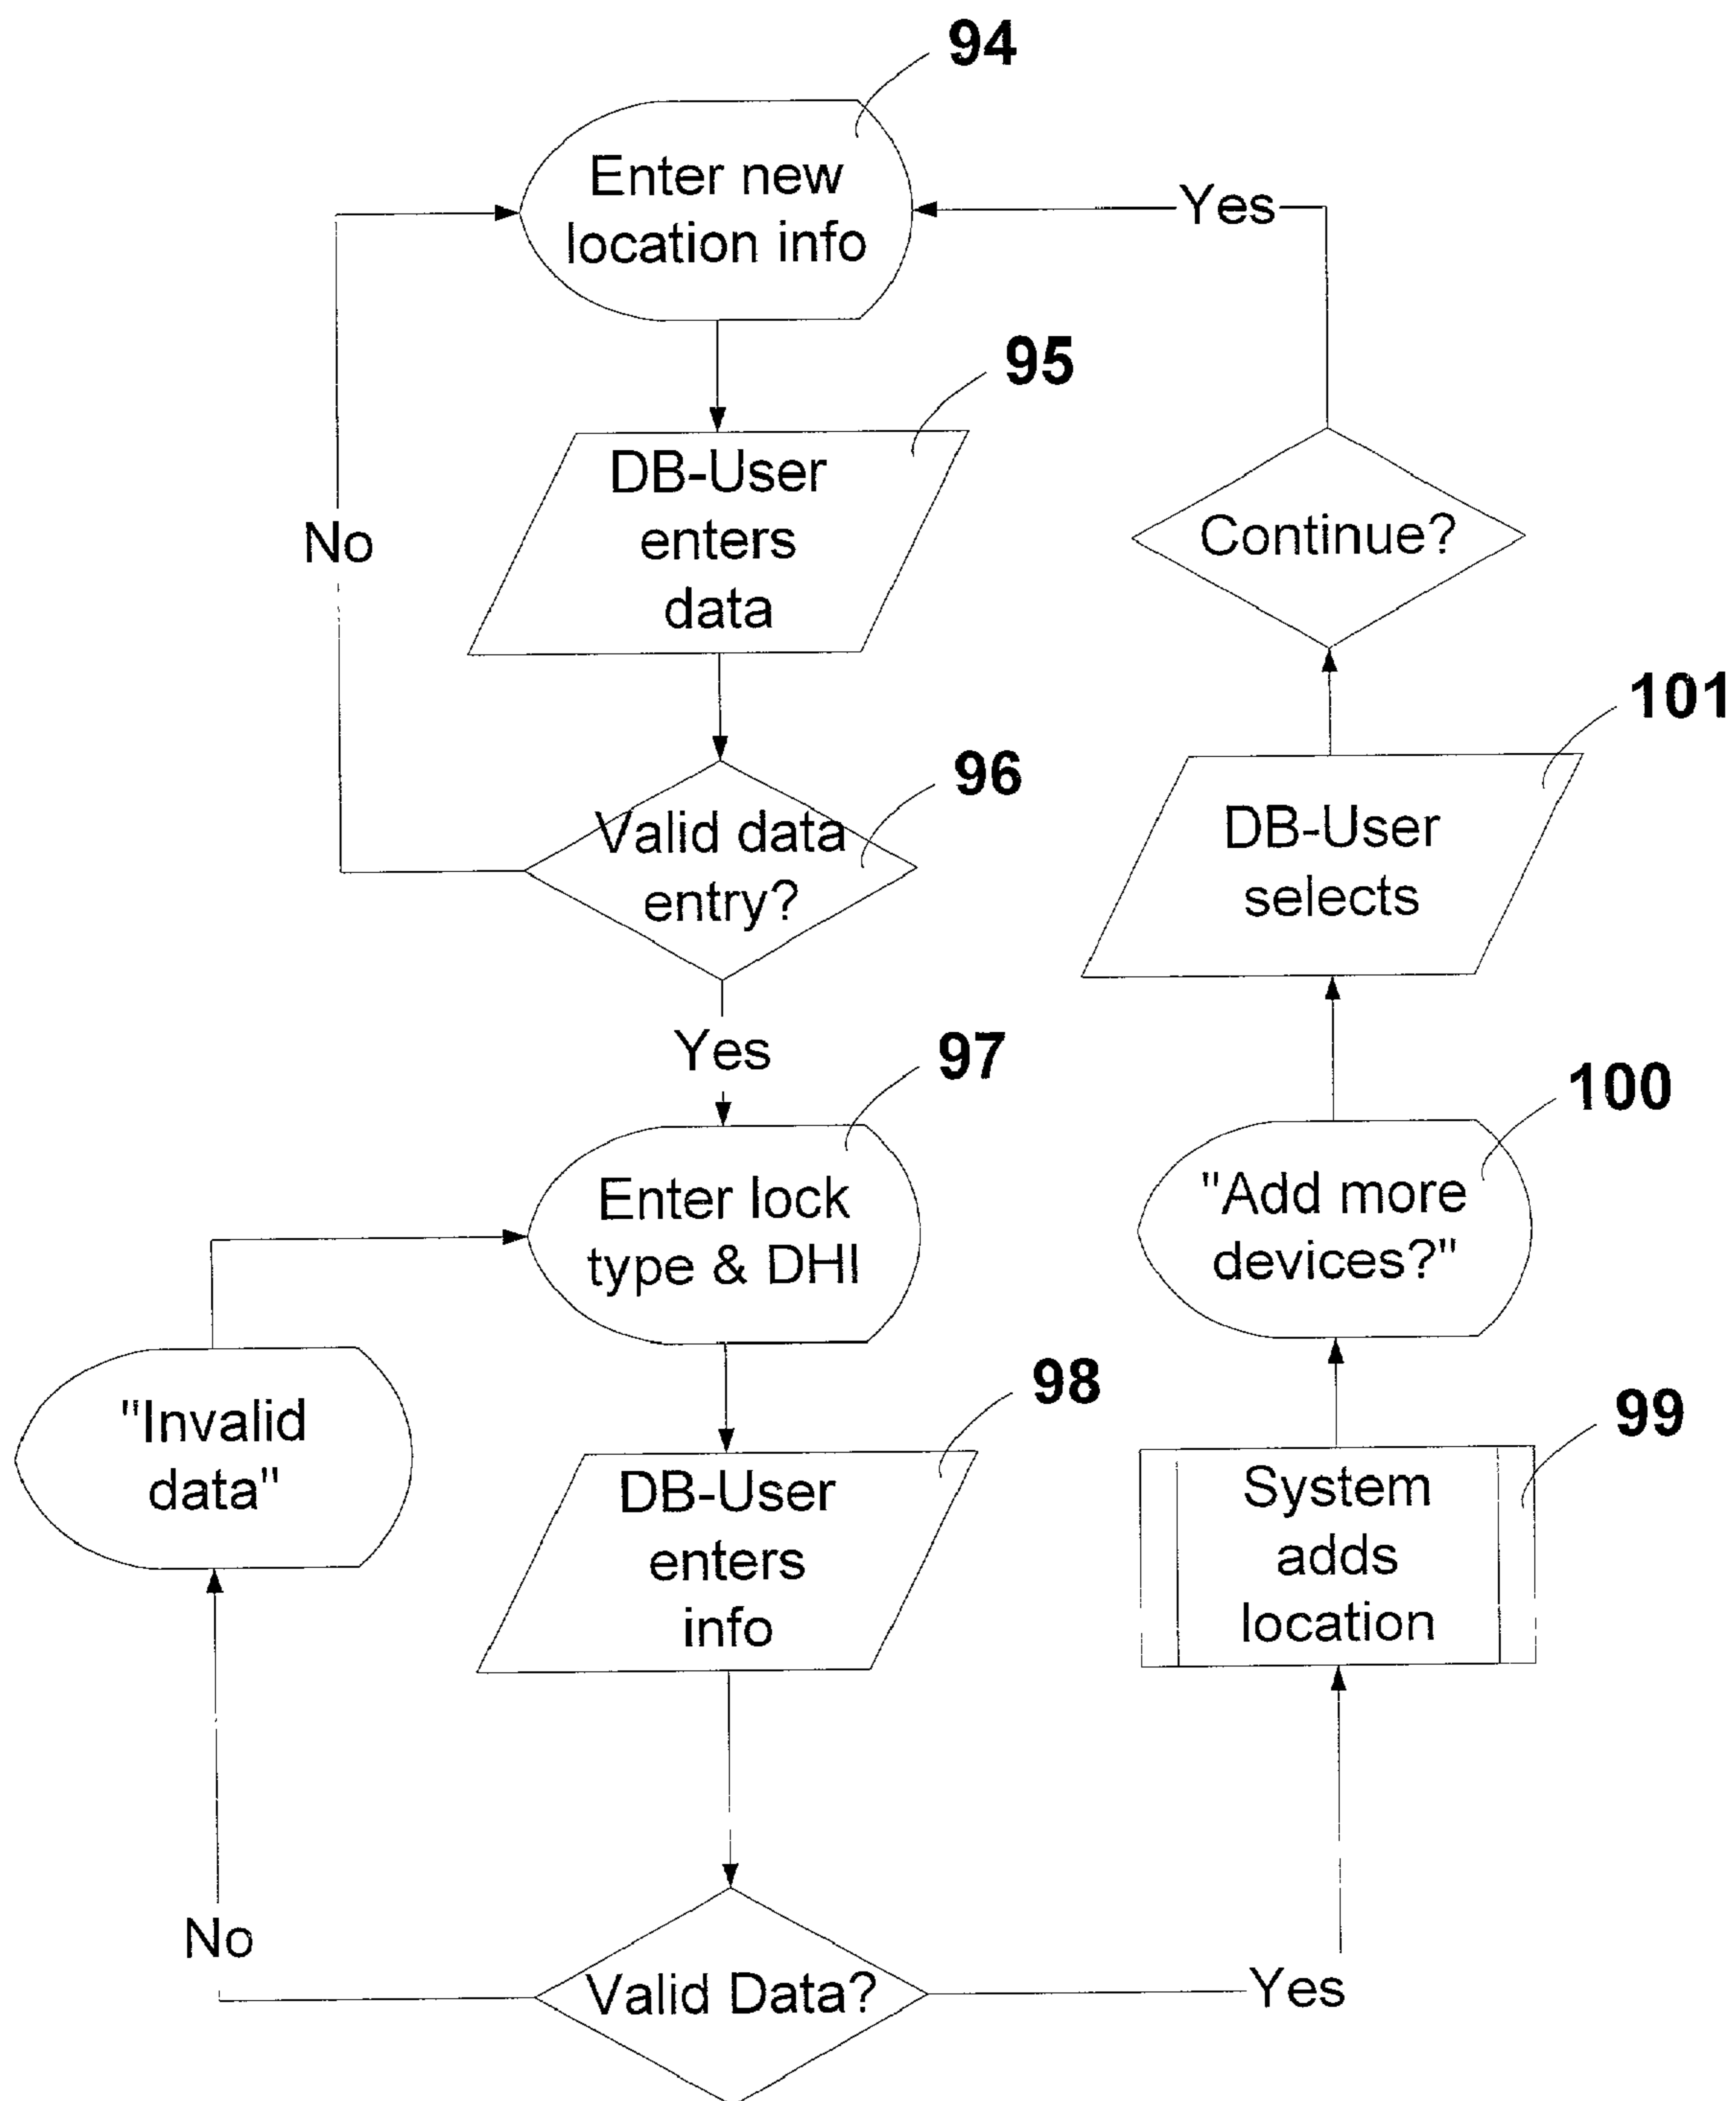 94
Enter new
location info
Yes
95
DB-User
enters
data
No
Continue?
101
96
Valid data
entry?
DB-User
selects
Yes
97
100
Enter lock
type & DHI
"Add more
devices?"
"Invalid
data"
98
99
DB-User
enters
info
System
adds
location
No
Valid Data?
Yes